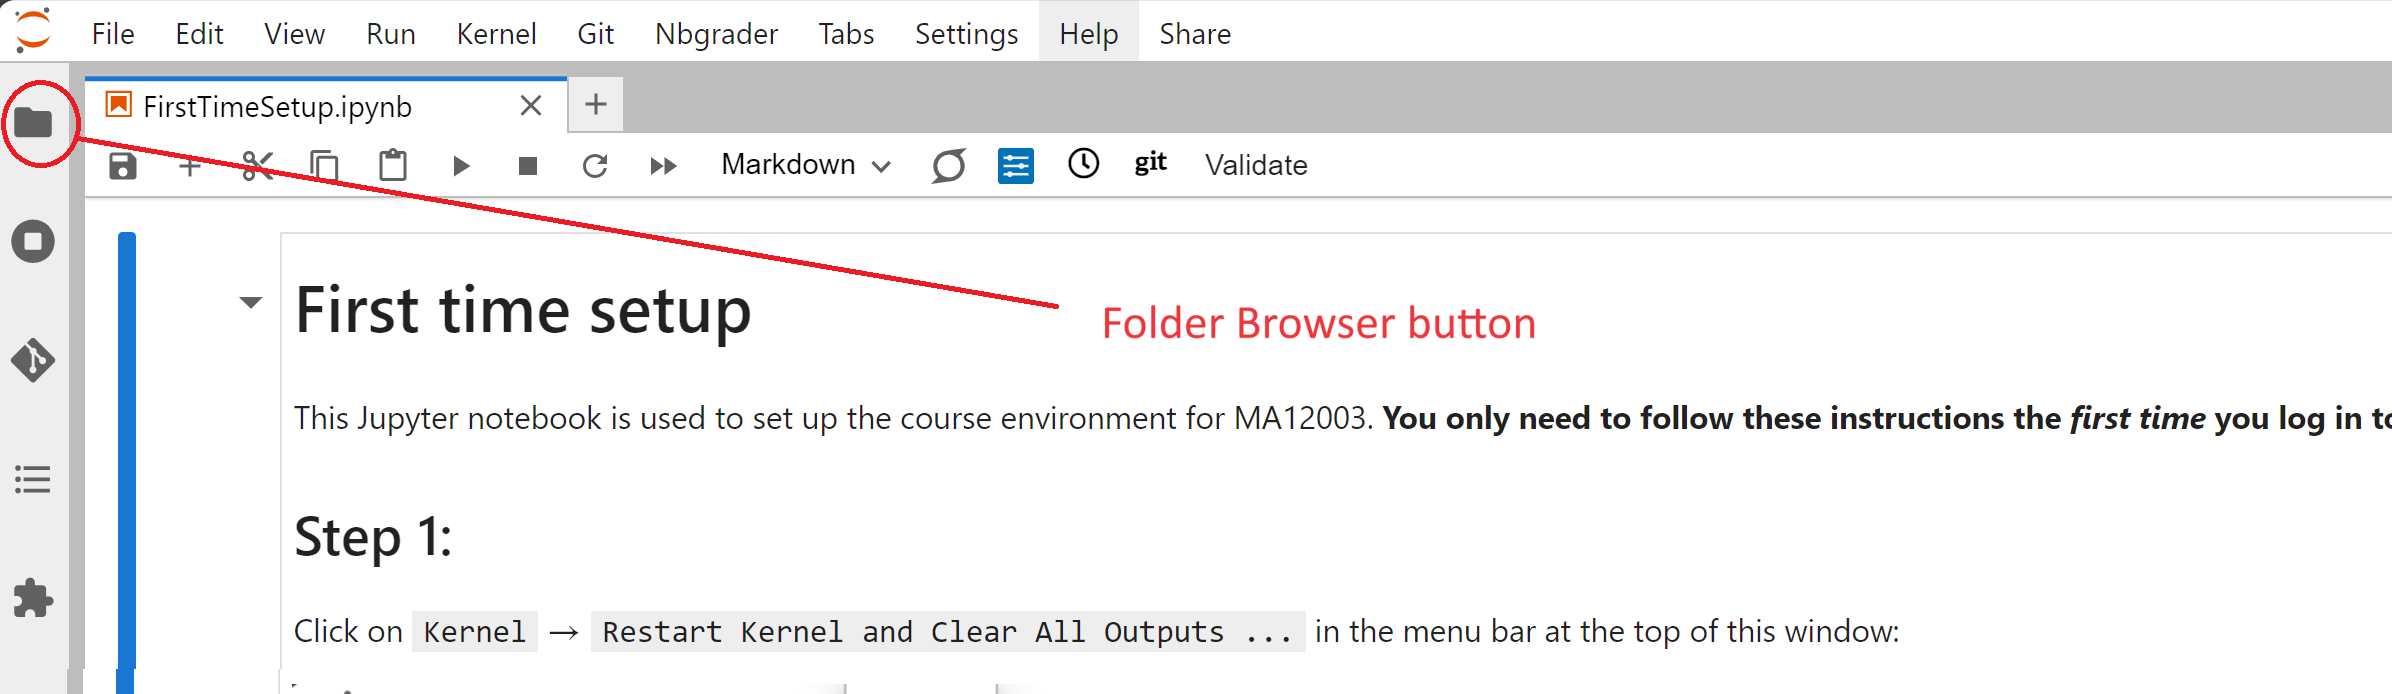 File Edit View Run Kernel Git Nbgrader Tabs Settings Help Share
FirstTimeSetup.ipynb
Markdown git Validate
First time setup
Folder Browser button
This Jupyter notebook is used to set up the course environment for MA12003. You only need to follow these instructions the first time you log in to
Step 1:
Click on Kernel → Restart Kernel and Clear All Outputs ... in the menu bar at the top of this window: